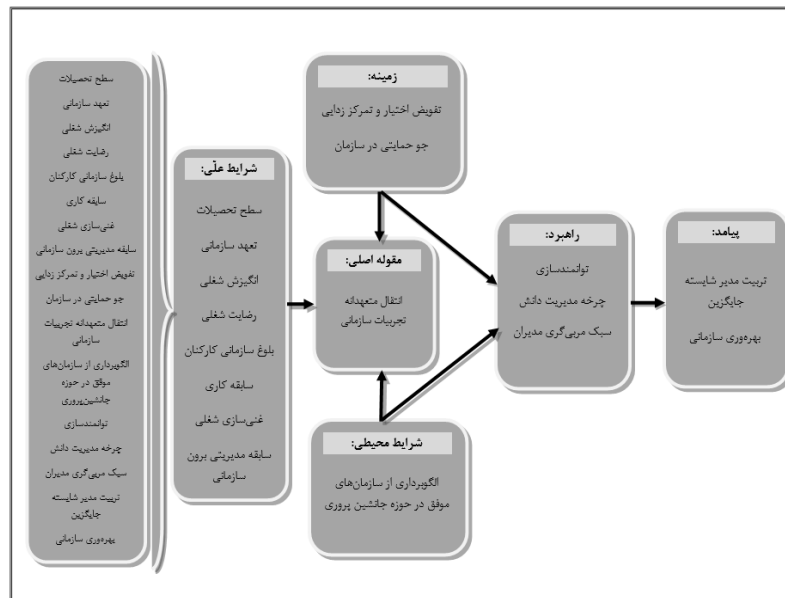 سطح تحصیلات
تعهد سازمانی
انگیزش شغلی
رضایت شغلی
بلوغ سازمانی کارکنان
سابقه کاری
غنی‌سازی شغلی
سابقه مدیریتی برون سازمانی
تفویض اختیار و تمرکز زدایی
جو حمایتی در سازمان
انتقال متعهدانه تجربیات
سازمانی
الگوبرداری از سازمان‌های
موفق در حوزه
جانشین‌پروری
توانمندسازی
چرخه مدیریت دانش
سبک مربی‌گری مدیران
تربیت مدیر شایسته
جایگزین
بهره‌وری سازمانی
شرایط علّی:
سطح تحصیلات
تعهد سازمانی
انگیزش شغلی
رضایت شغلی
بلوغ سازمانی کارکنان
سابقه کاری
غنی‌سازی شغلی
سابقه مدیریتی برون
سازمانی
زمینه:
تفویض اختیار و تمرکز زدایی
جو حمایتی در سازمان
مقوله اصلی:
انتقال متعهدانه
تجربیات سازمانی
شرایط محیطی:
الگوبرداری از سازمان‌های
موفق در حوزه جانشین پروری
راهبرد:
توانمندسازی
چرخه مدیریت دانش
سبک مربی‌گری مدیران
پیامد:
تربیت مدیر شایسته
جایگزین
بهره‌وری سازمانی